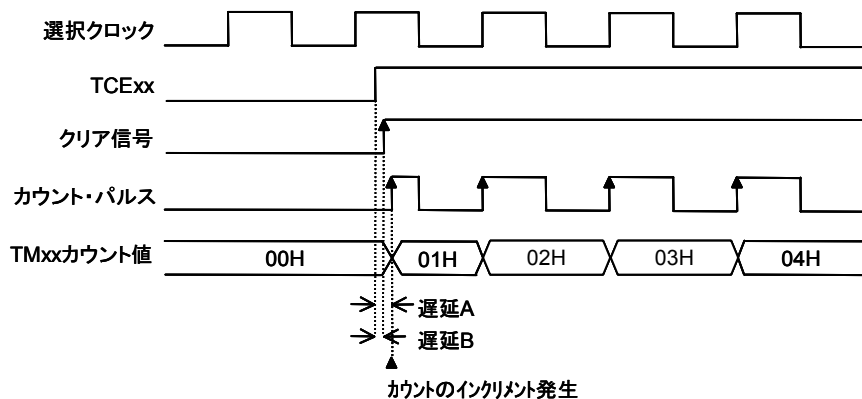 選択クロック
TCExx
クリア信号
カウント・パルス
TMxxカウント値
00H
01H
02H
03H
04H
遅延A
遅延B
カウントのインクリメント発生